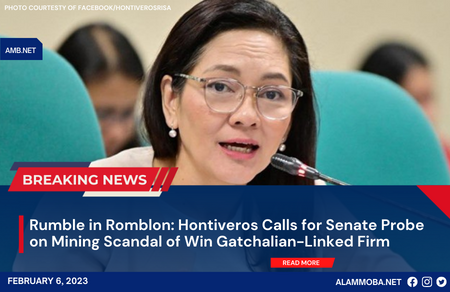 PHOTO COURTESTY OF FACEBOOK/HONTIVEROSRISA
AMB.NET
BREAKING NEWS
Rumble in Romblon: Hontiveros Calls for Senate Probe
on Mining Scandal of Win Gatchalian-Linked Firm
READ MORE
FEBRUARY 6, 2023
ALAMMOBA.NET